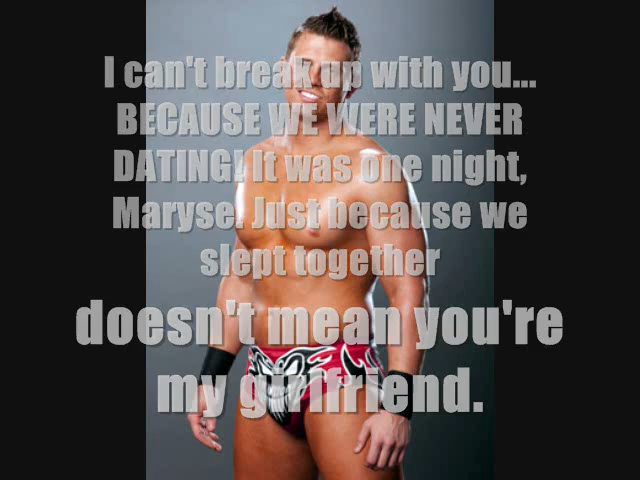 I can't break up with you...
BECAUSE WE WERE NEVER
DATING! It was one night,
Maryse. Just because we
slept together
doesn't mean you're
my girlfriend.